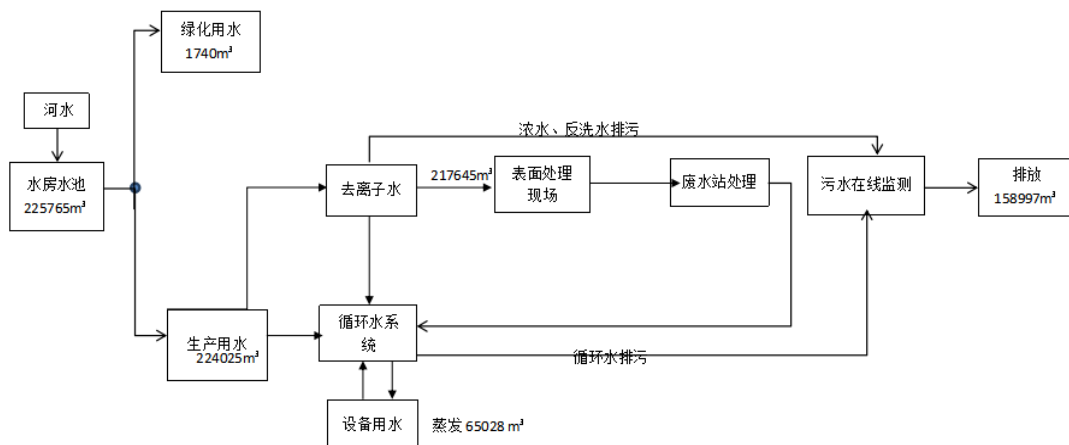 绿化用水
1740m³
河水
水房水池
225765m³
浓水、反洗水排污
去离子水
217645m³
表面处理
现场
废水站处理
污水在线监测
排放
158997m³
生产用水
224025m³
循环水系
统
循环水排污
设备用水
蒸发 65028 m³